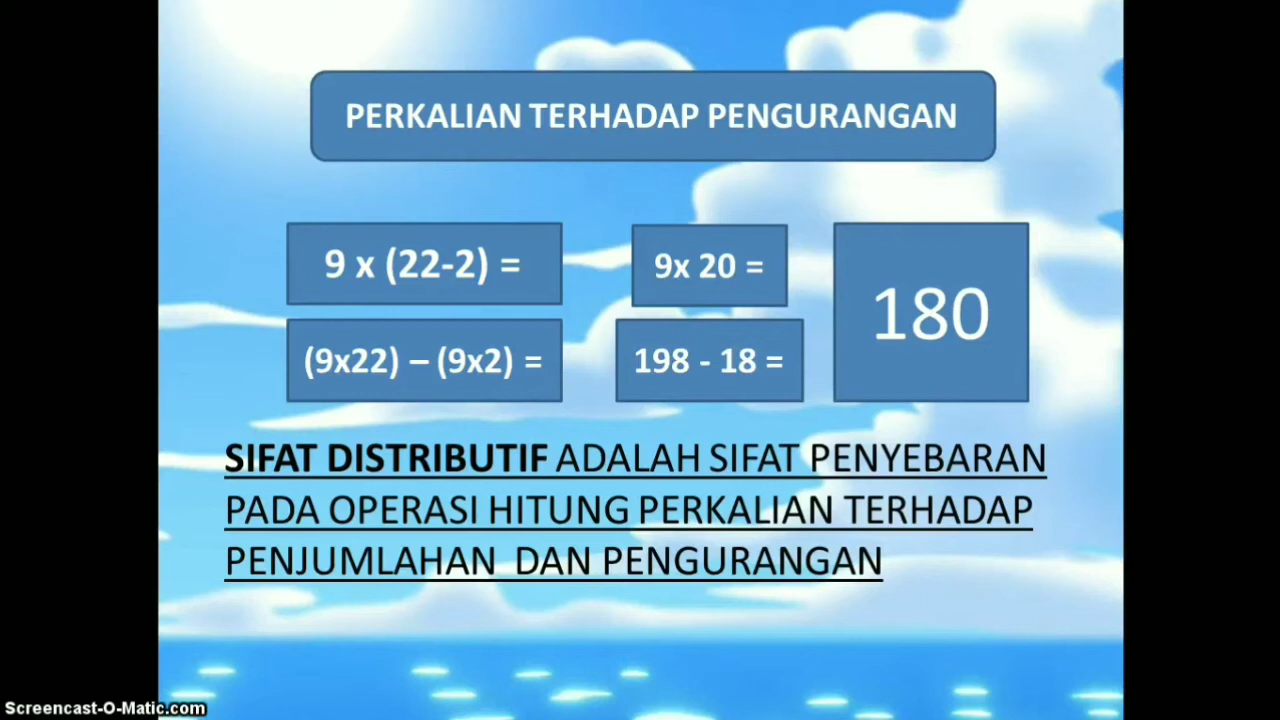 PERKALIAN TERHADAP PENGURANGAN
9 x (22-2) =
9x 20 =
180
(9x22) – (9x2) =
198 - 18 =
SIFAT DISTRIBUTIF ADALAH SIFAT PENYEBARAN
PADA OPERASI HITUNG PERKALIAN TERHADAP
PENJUMLAHAN DAN PENGURANGAN
Screencast-O-Matic.com